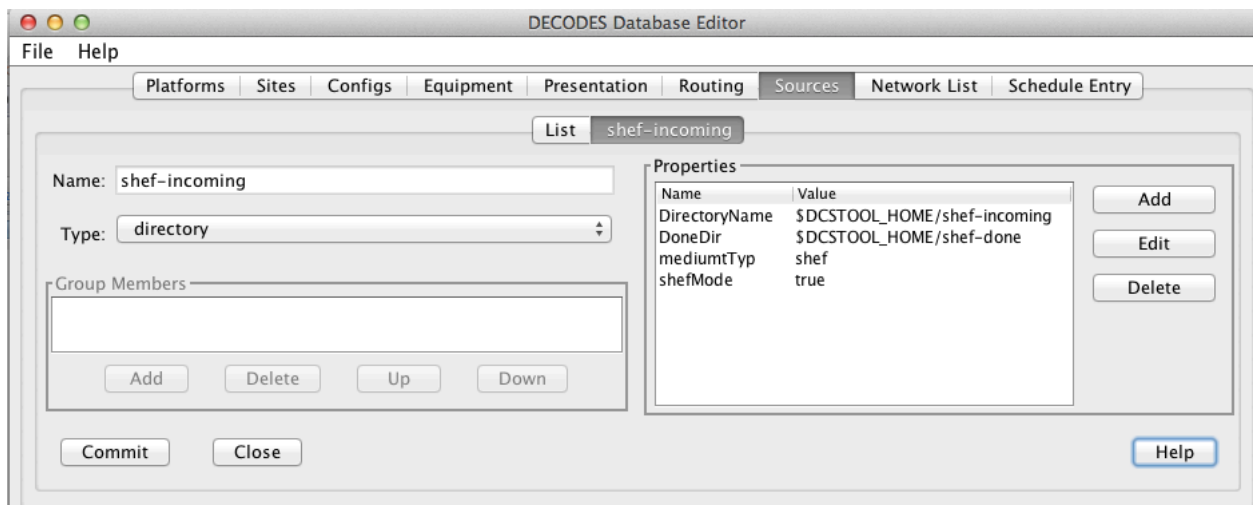 DECODES Database Editor
File Help
Platforms Sites Configs Equipment Presentation Routing Sources Network List Schedule Entry
List shef-incoming
Name: shef-incoming
Type: directory
Group Members
Add Delete Up Down
Properties
Name Value
DirectoryName $DCSTOOL_HOME/shef-incoming
DoneDir $DCSTOOL_HOME/shef-done
mediumtTyp shef
shefMode true
Add
Edit
Delete
Commit Close Help